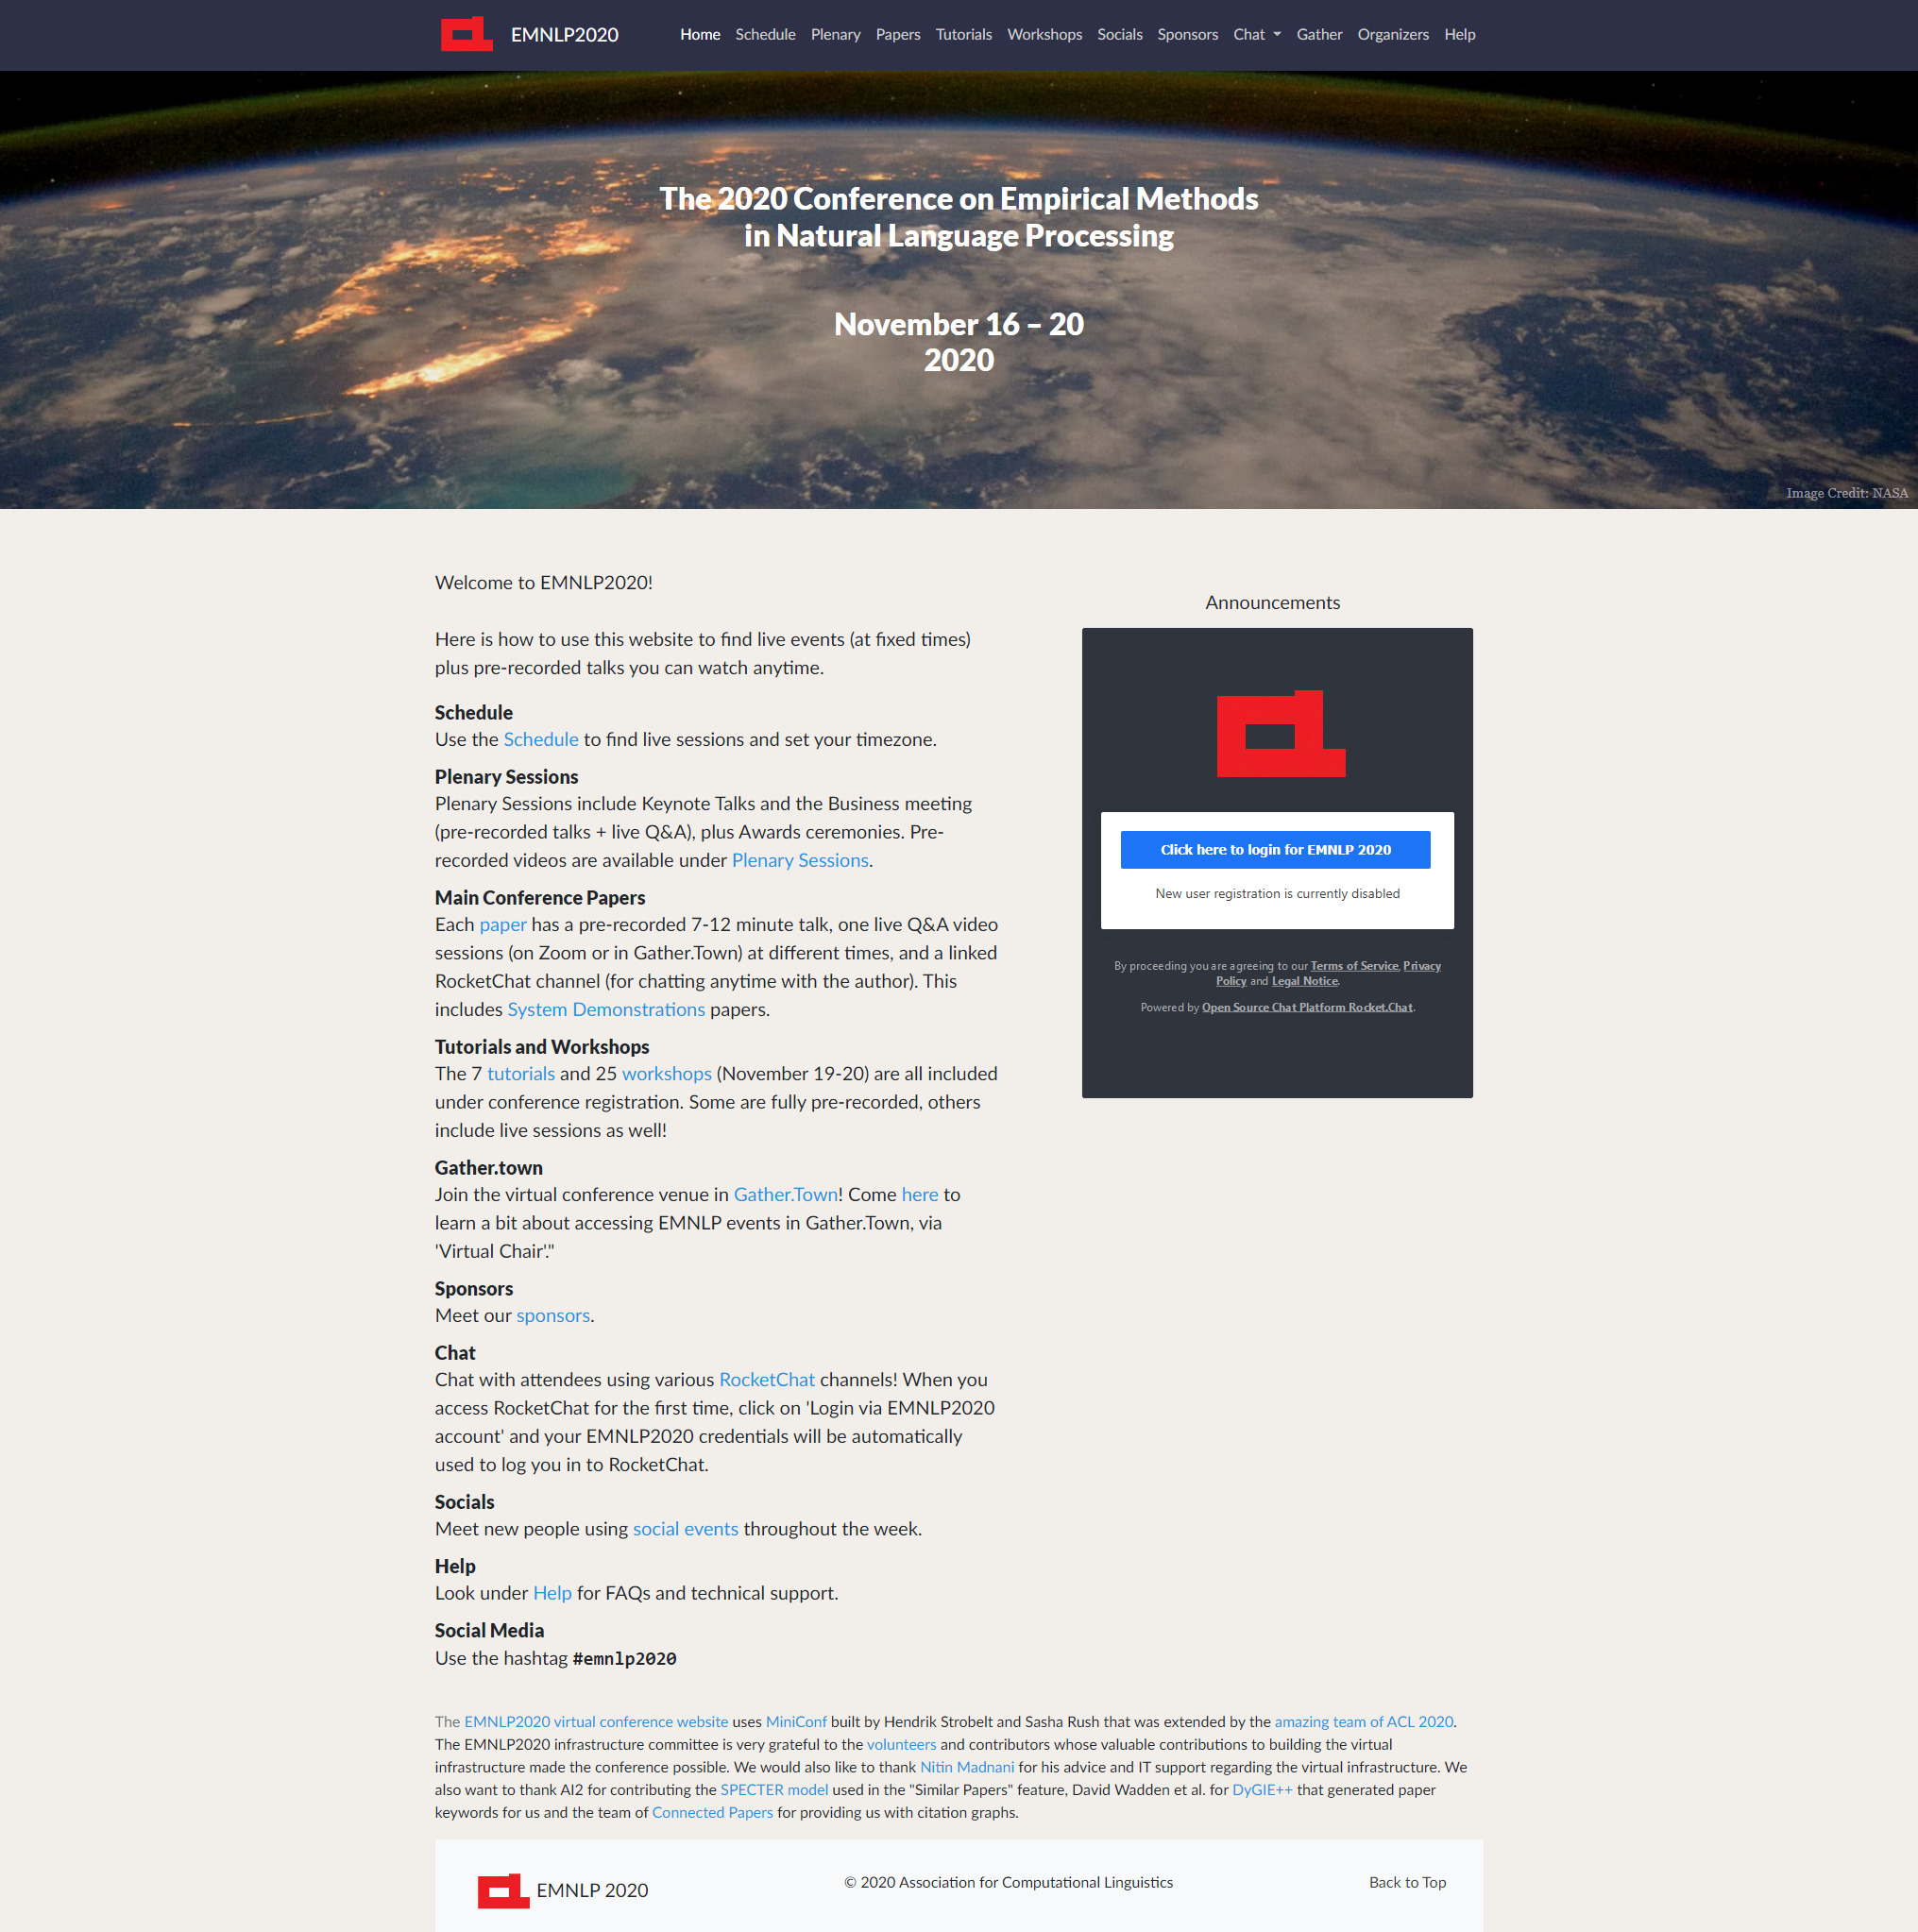 EMNLP2020
Home Schedule Plenary Papers Tutorials Workshops Socials Sponsors Chat Gather Organizers Help
The 2020 Conference on Empirical Methods
in Natural Language Processing
November 16 – 20
2020
Image Credit: NASA
Welcome to EMNLP2020!
Here is how to use this website to find live events (at fixed times)
plus pre-recorded talks you can watch anytime.
Schedule
Use the Schedule to find live sessions and set your timezone.
Plenary Sessions
Plenary Sessions include Keynote Talks and the Business meeting
(pre-recorded talks + live Q&A), plus Awards ceremonies. Pre-
recorded videos are available under Plenary Sessions.
Main Conference Papers
Each paper has a pre-recorded 7-12 minute talk, one live Q&A video
sessions (on Zoom or in Gather.Town) at different times, and a linked
RocketChat channel (for chatting anytime with the author). This
includes System Demonstrations papers.
Tutorials and Workshops
The 7 tutorials and 25 workshops (November 19-20) are all included
under conference registration. Some are fully pre-recorded, others
include live sessions as well!
Gather.town
Join the virtual conference venue in Gather.Town! Come here to
learn a bit about accessing EMNLP events in Gather.Town, via
'Virtual Chair'."
Sponsors
Meet our sponsors.
Chat
Chat with attendees using various RocketChat channels! When you
access RocketChat for the first time, click on 'Login via EMNLP2020
account' and your EMNLP2020 credentials will be automatically
used to log you in to RocketChat.
Socials
Meet new people using social events throughout the week.
Help
Look under Help for FAQs and technical support.
Social Media
Use the hashtag #emnlp2020
Announcements
Click here to login for EMNLP 2020
New user registration is currently disabled
By proceeding you are agreeing to our Terms of Service, Privacy
Policy and Legal Notice.
Powered by Open Source Chat Platform Rocket.Chat.
The EMNLP2020 virtual conference website uses MiniConf built by Hendrik Strobelt and Sasha Rush that was extended by the amazing team of ACL 2020.
The EMNLP2020 infrastructure committee is very grateful to the volunteers and contributors whose valuable contributions to building the virtual
infrastructure made the conference possible. We would also like to thank Nitin Madnani for his advice and IT support regarding the virtual infrastructure. We
also want to thank AI2 for contributing the SPECTER model used in the "Similar Papers" feature, David Wadden et al. for DyGIE++ that generated paper
keywords for us and the team of Connected Papers for providing us with citation graphs.
EMNLP 2020
© 2020 Association for Computational Linguistics
Back to Top